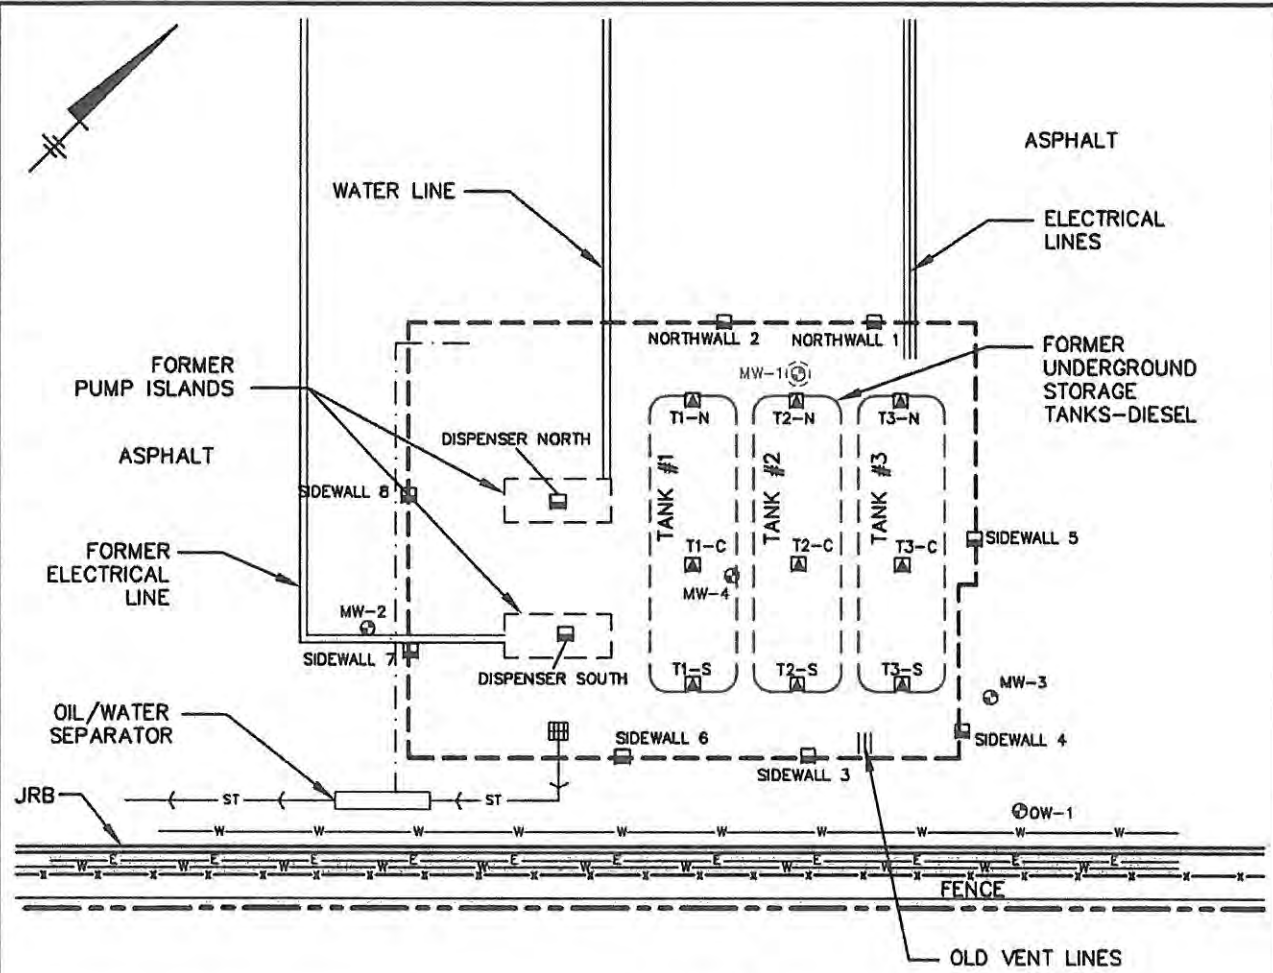 ASPHALT
WATER LINE
ELECTRICAL
LINES
NORTHWALL 2
NORTHWALL 1
FORMER
PUMP ISLANDS
MW-1
FORMER
UNDERGROUND
STORAGE
TANKS-DIESEL
T1-N
T2-N
T3-N
DISPENSER NORTH
ASPHALT
TANK #1
TANK #2
TANK #3
SIDEWALL 8
SIDEWALL 5
FORMER
ELECTRICAL
LINE
T1-C
T2-C
T3-C
MW-4
MW-2
SIDEWALL 7
DISPENSER SOUTH
T1-S
T2-S
T3-S
MW-3
OIL/WATER
SEPARATOR
SIDEWALL 6
SIDEWALL 4
SIDEWALL 3
JRB
ST
ST
OW-1
W W W W W W W W W W
E E E E E E E E E E E
W W W W W W W W W W W
FENCE
OLD VENT LINES